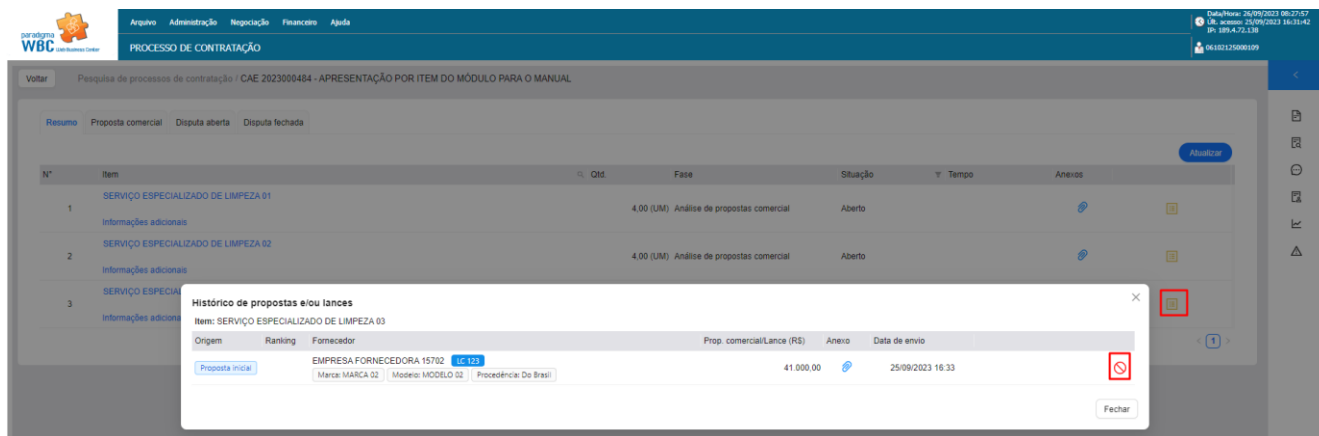 Arquivo Administração Negociação Financeiro Ajuda
Data/Hora: 26/09/2023 08:27:57
Últ. acesso: 25/09/2023 16:31:42
IP: 189.4.72.138
paradigma
WBC Web Business Center
PROCESSO DE CONTRATAÇÃO
06102125000109
Voltar Pesquisa de processos de contratação / CAE 2023000484 - APRESENTAÇÃO POR ITEM DO MÓDULO PARA O MANUAL
Resumo Proposta comercial Disputa aberta Disputa fechada
Atualizar
N° Item Qtd. Fase Situação Tempo Anexos
SERVIÇO ESPECIALIZADO DE LIMPEZA 01
1 4,00 (UM) Análise de propostas comercial Aberto
Informações adicionais
SERVIÇO ESPECIALIZADO DE LIMPEZA 02
2 4,00 (UM) Análise de propostas comercial Aberto
Informações adicionais
SERVIÇO ESPECIAL
3
Informações adiciona
Histórico de propostas e/ou lances
Item: SERVIÇO ESPECIALIZADO DE LIMPEZA 03
Origem Ranking Fornecedor Prop. comercial/Lance (R$) Anexo Data de envio
Proposta inicial EMPRESA FORNECEDORA 15702 LC 123 41.000,00 25/09/2023 16:33
Marca: MARCA 02 Modelo: MODELO 02 Procedência: Do Brasil
Fechar
< 1 >